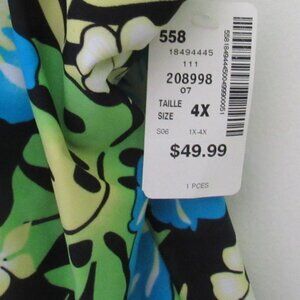 558
18494445
111
208998
07
TAILLE
SIZE 4X
S06 1X-4X
$49.99
1 PCES